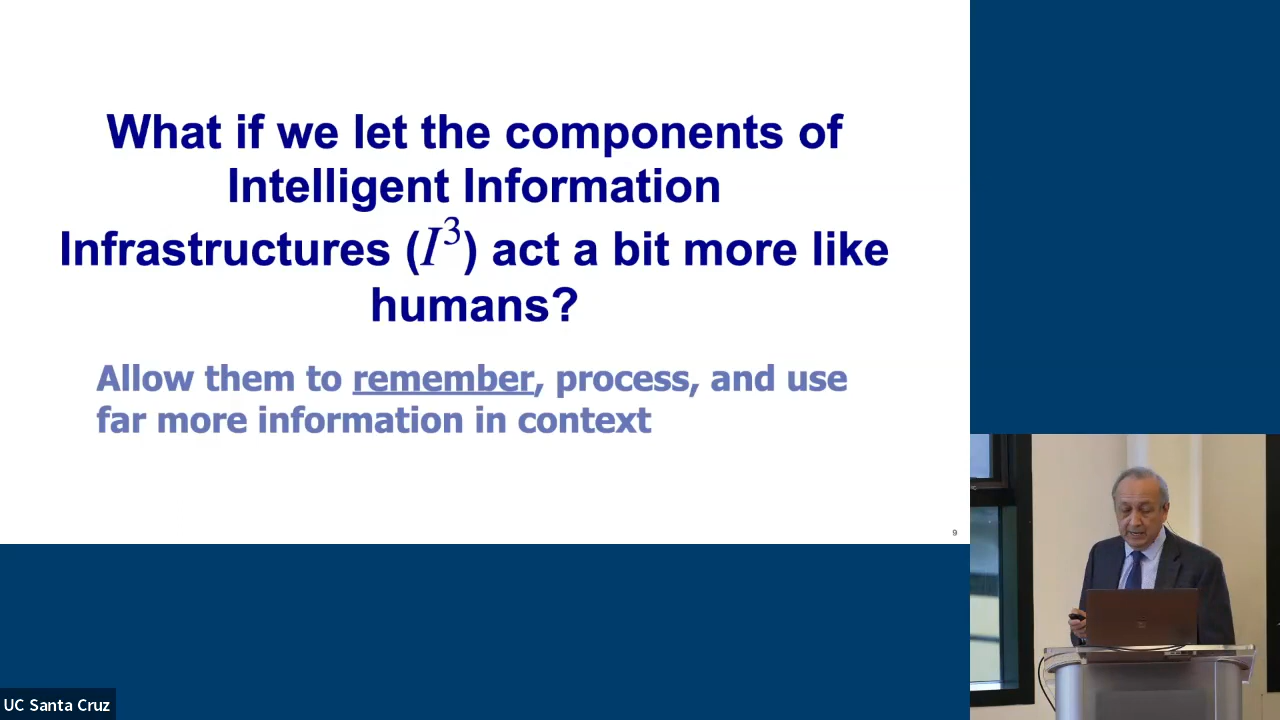 What if we let the components of
Intelligent Information
Infrastructures (I³) act a bit more like
humans?
Allow them to remember, process, and use
far more information in context
9
UC Santa Cruz